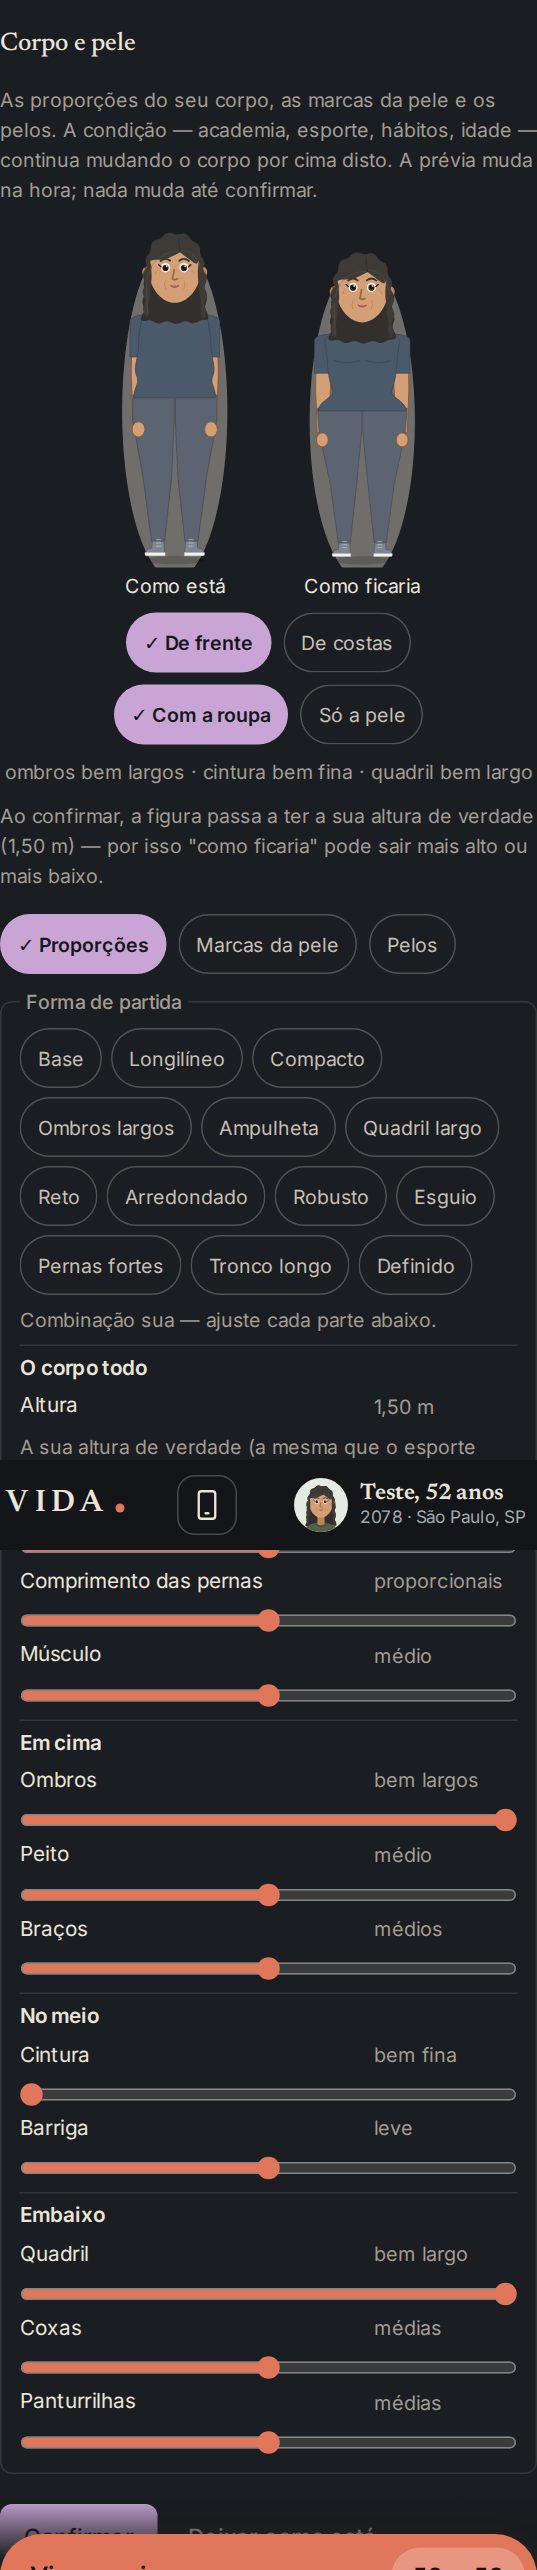 Corpo e pele
As proporções do seu corpo, as marcas da pele e os
pelos. A condição — academia, esporte, hábitos, idade —
continua mudando o corpo por cima disto. A prévia muda
na hora; nada muda até confirmar.
Como está Como ficaria
✓ De frente De costas
✓ Com a roupa Só a pele
ombros bem largos · cintura bem fina · quadril bem largo
Ao confirmar, a figura passa a ter a sua altura de verdade
(1,50 m) — por isso "como ficaria" pode sair mais alto ou
mais baixo.
✓ Proporções Marcas da pele Pelos
Forma de partida
Base Longilíneo Compacto
Ombros largos Ampulheta Quadril largo
Reto Arredondado Robusto Esguio
Pernas fortes Tronco longo Definido
Combinação sua — ajuste cada parte abaixo.
O corpo todo
Altura 1,50 m
A sua altura de verdade (a mesma que o esporte
VIDA. Teste, 52 anos
2078 · São Paulo, SP
Comprimento das pernas proporcionais
Músculo médio
Em cima
Ombros bem largos
Peito médio
Braços médios
No meio
Cintura bem fina
Barriga leve
Embaixo
Quadril bem largo
Coxas médias
Panturrilhas médias